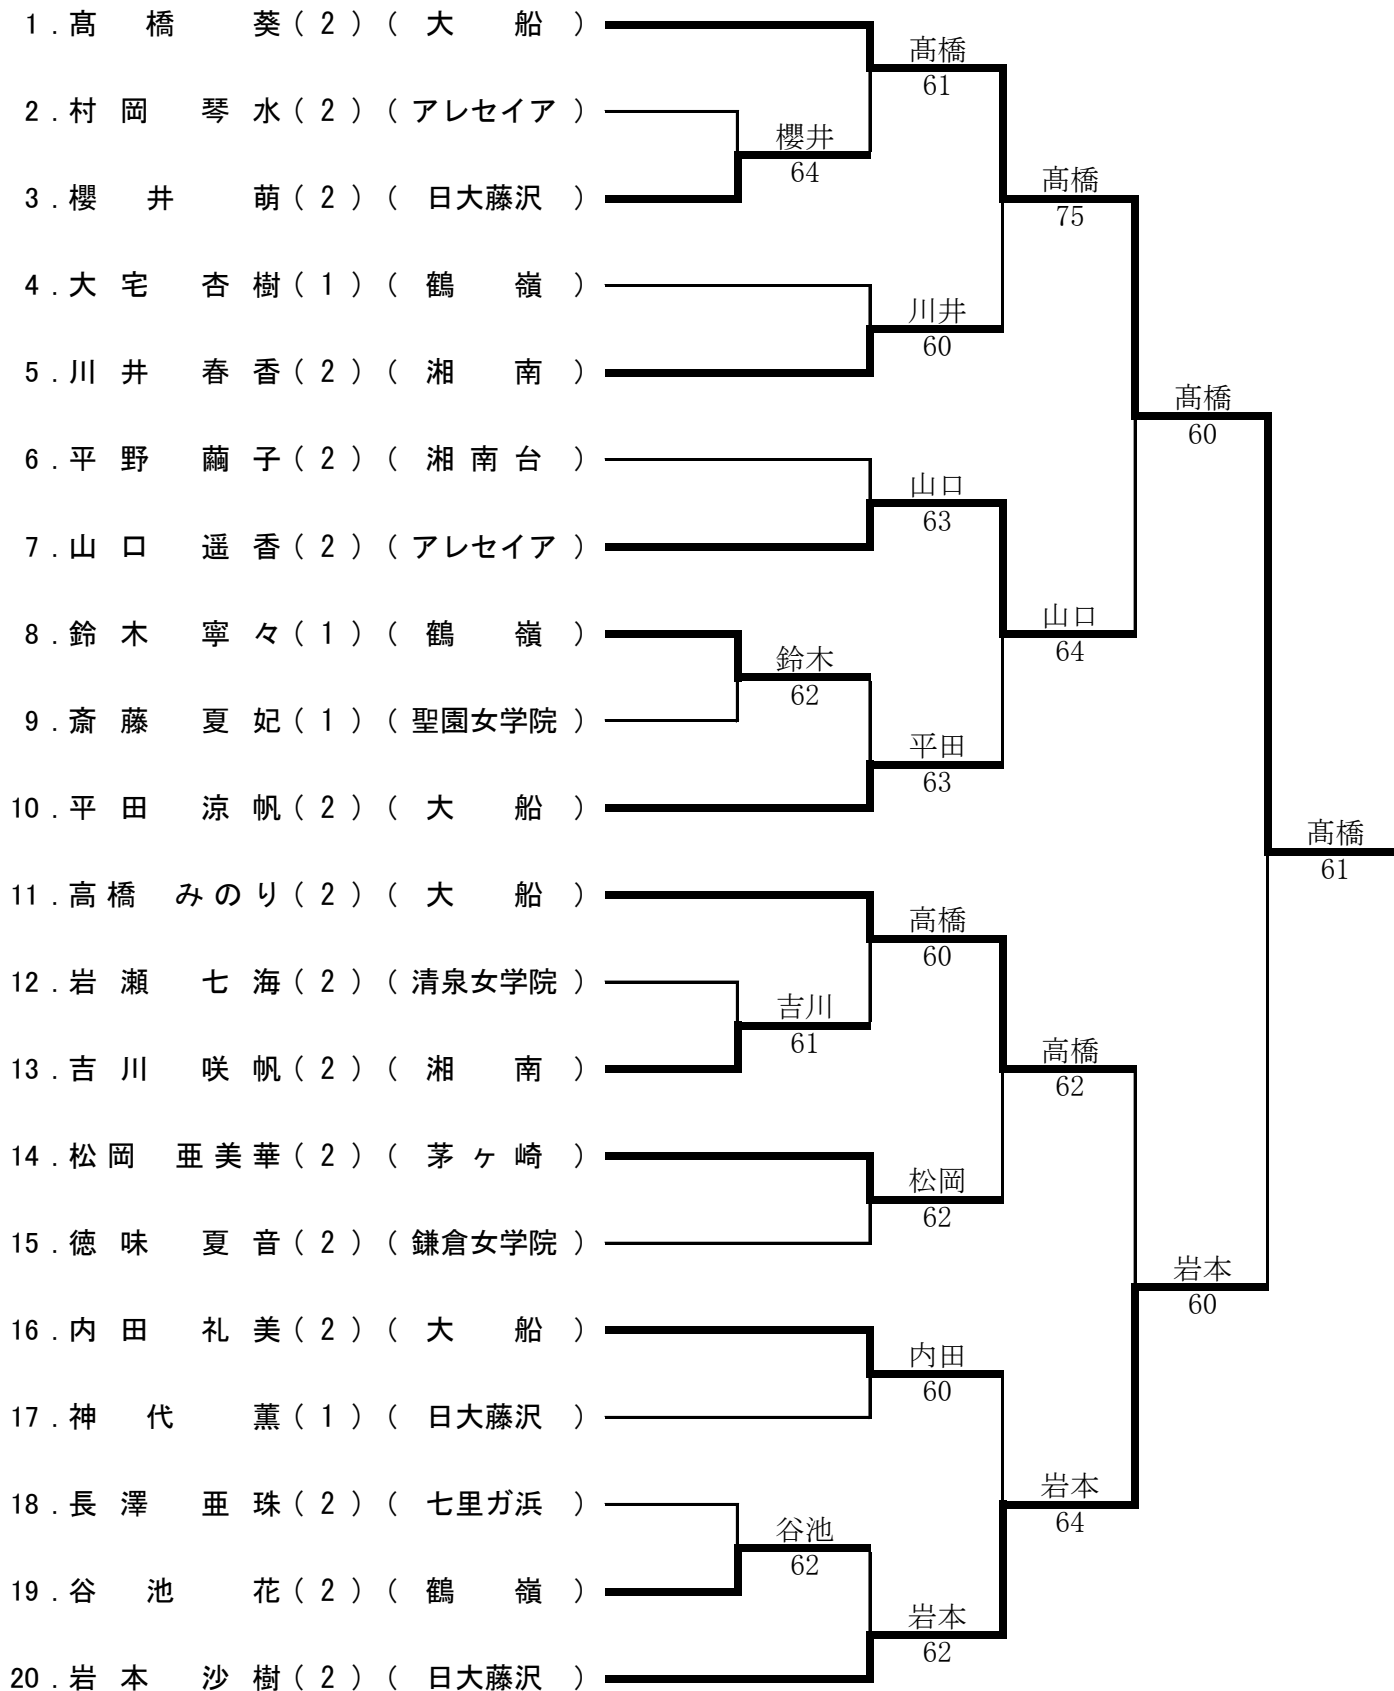 1．髙橋　葵(2)(大船)
髙橋
61
2．村岡　琴水(2)(アレセイア)
櫻井
64
3．櫻井　萌(2)(日大藤沢)
髙橋
75
4．大宅　杏樹(1)(鶴嶺)
川井
60
5．川井　春香(2)(湘南)
髙橋
60
6．平野　繭子(2)(湘南台)
山口
63
7．山口　遥香(2)(アレセイア)
山口
64
8．鈴木　寧々(1)(鶴嶺)
鈴木
62
9．斎藤　夏妃(1)(聖園女学院)
平田
63
10．平田　涼帆(2)(大船)
髙橋
61
11．高橋　みのり(2)(大船)
高橋
60
12．岩瀬　七海(2)(清泉女学院)
吉川
61
13．吉川　咲帆(2)(湘南)
高橋
62
14．松岡　亜美華(2)(茅ヶ崎)
松岡
62
15．徳味　夏音(2)(鎌倉女学院)
岩本
60
16．内田　礼美(2)(大船)
内田
60
17．神代　薫(1)(日大藤沢)
岩本
64
18．長澤　亜珠(2)(七里ガ浜)
谷池
62
19．谷池　花(2)(鶴嶺)
岩本
62
20．岩本　沙樹(2)(日大藤沢)